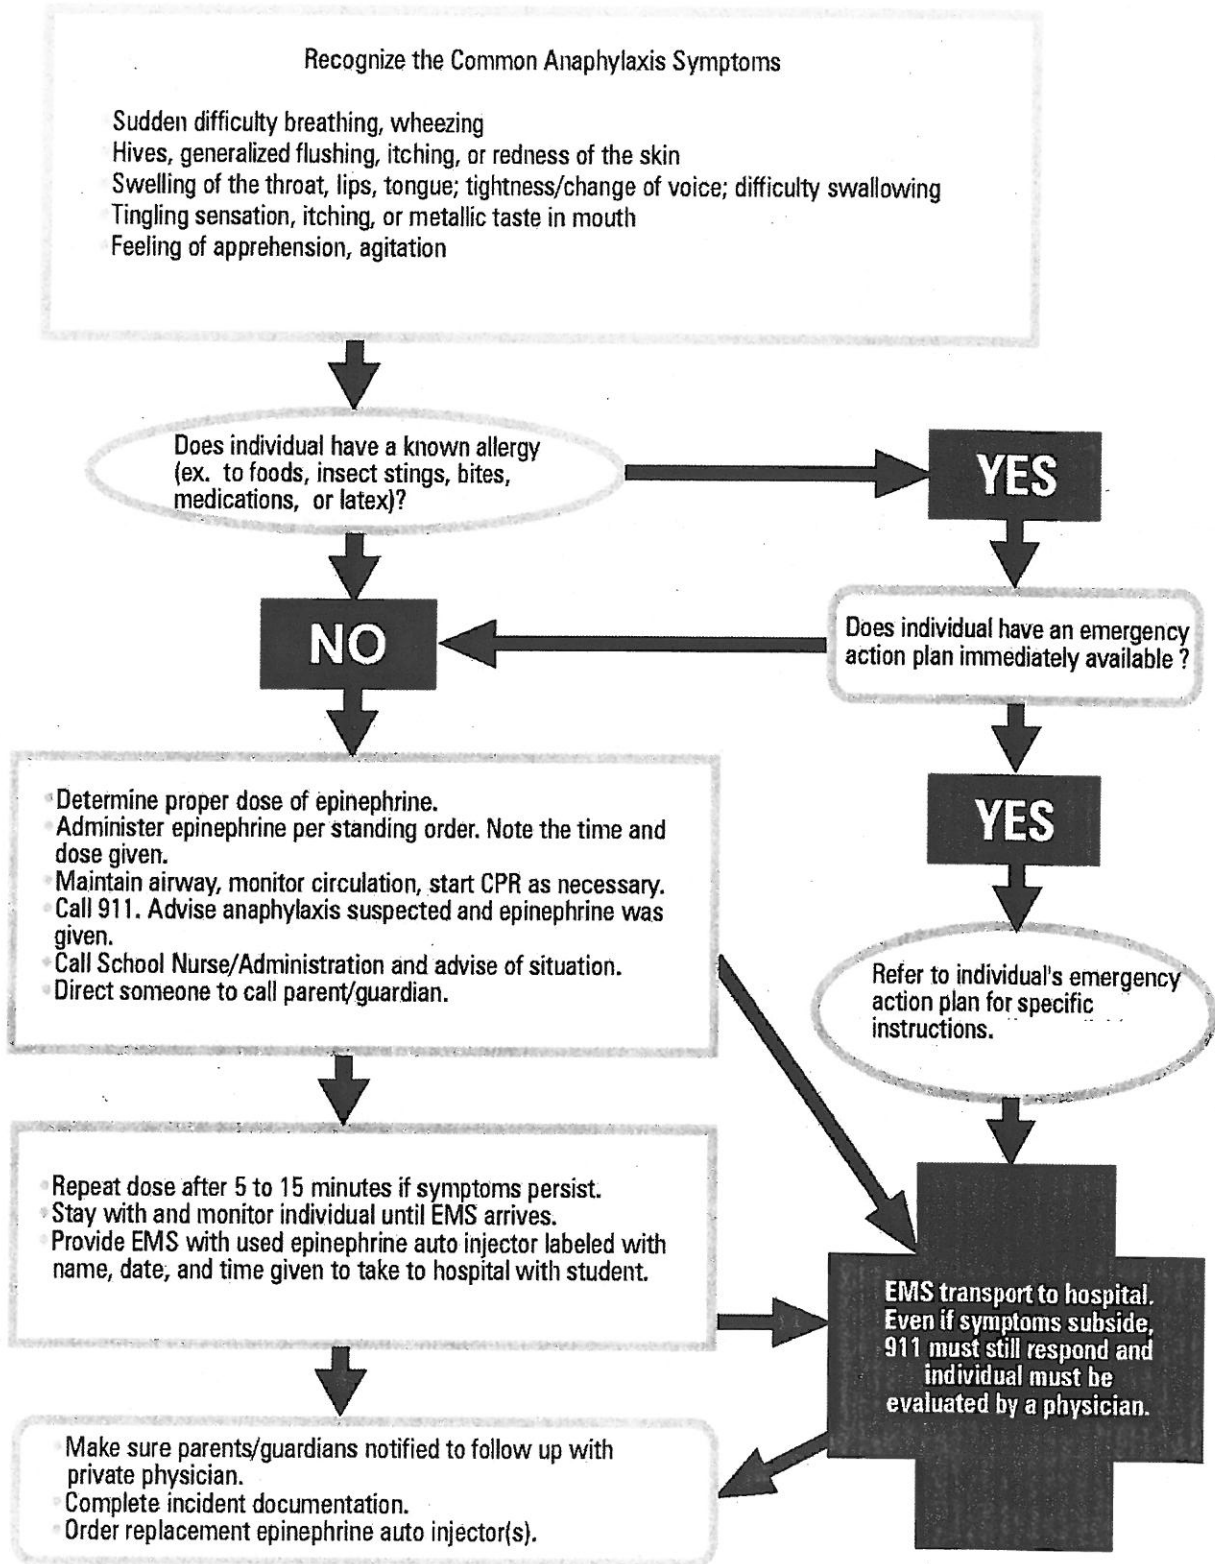 Recognize the Common Anaphylaxis Symptoms
Sudden difficulty breathing, wheezing
Hives, generalized flushing, itching, or redness of the skin
Swelling of the throat, lips, tongue; tightness/change of voice; difficulty swallowing
Tingling sensation, itching, or metallic taste in mouth
Feeling of apprehension, agitation
Does individual have a known allergy
(ex. to foods, insect stings, bites,
medications, or latex)?
YES
NO
Does individual have an emergency
action plan immediately available ?
YES
Determine proper dose of epinephrine.
Administer epinephrine per standing order. Note the time and
dose given.
Maintain airway, monitor circulation, start CPR as necessary.
Call 911. Advise anaphylaxis suspected and epinephrine was
given.
Call School Nurse/Administration and advise of situation.
Direct someone to call parent/guardian.
Refer to individual's emergency
action plan for specific
instructions.
Repeat dose after 5 to 15 minutes if symptoms persist.
Stay with and monitor individual until EMS arrives.
Provide EMS with used epinephrine auto injector labeled with
name, date, and time given to take to hospital with student.
EMS transport to hospital.
Even if symptoms subside,
911 must still respond and
individual must be
evaluated by a physician.
Make sure parents/guardians notified to follow up with
private physician.
Complete incident documentation.
Order replacement epinephrine auto injector(s).